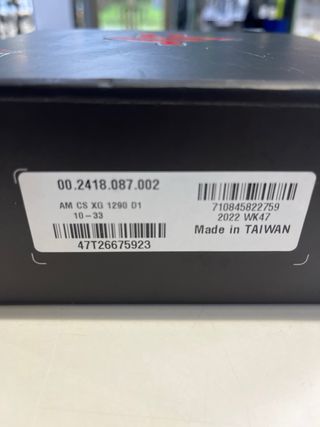 00.2418.087.002
AM CS XG 1290 D1
10-33
47T26675923
710845822759
2022 WK47
Made in TAIWAN